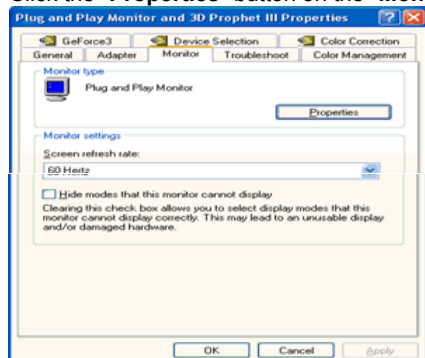 Plug and Play Monitor and 3D Prophet III Properties
GeForce3 Device Selection Color Correction
General Adapter Monitor Troubleshoot Color Management
Monitor type
Plug and Play Monitor
Properties
Monitor settings
Screen refresh rate:
60 Hertz
Hide modes that this monitor cannot display
Clearing this check box allows you to select display modes that this
monitor cannot display correctly. This may lead to an unusable display
and/or damaged hardware.
OK Cancel Apply